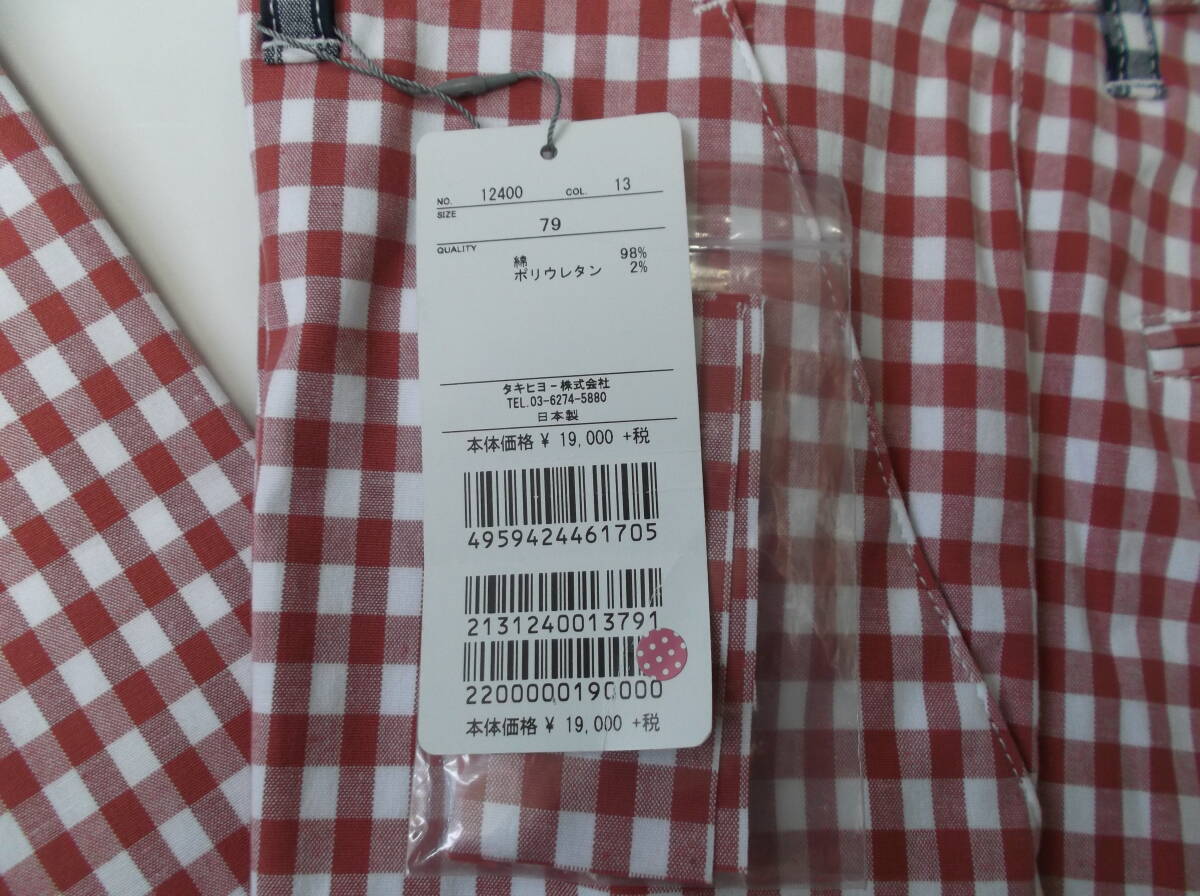 NO. 12400 COL. 13
SIZE
79
QUALITY
綿 98%
ポリウレタン 2%
タキヒヨー株式会社
TEL.03-6274-5880
日本製
本体価格 ¥ 19,000 +税
4959424461705
2131240013791
2200000190000
本体価格 ¥ 19,000 +税